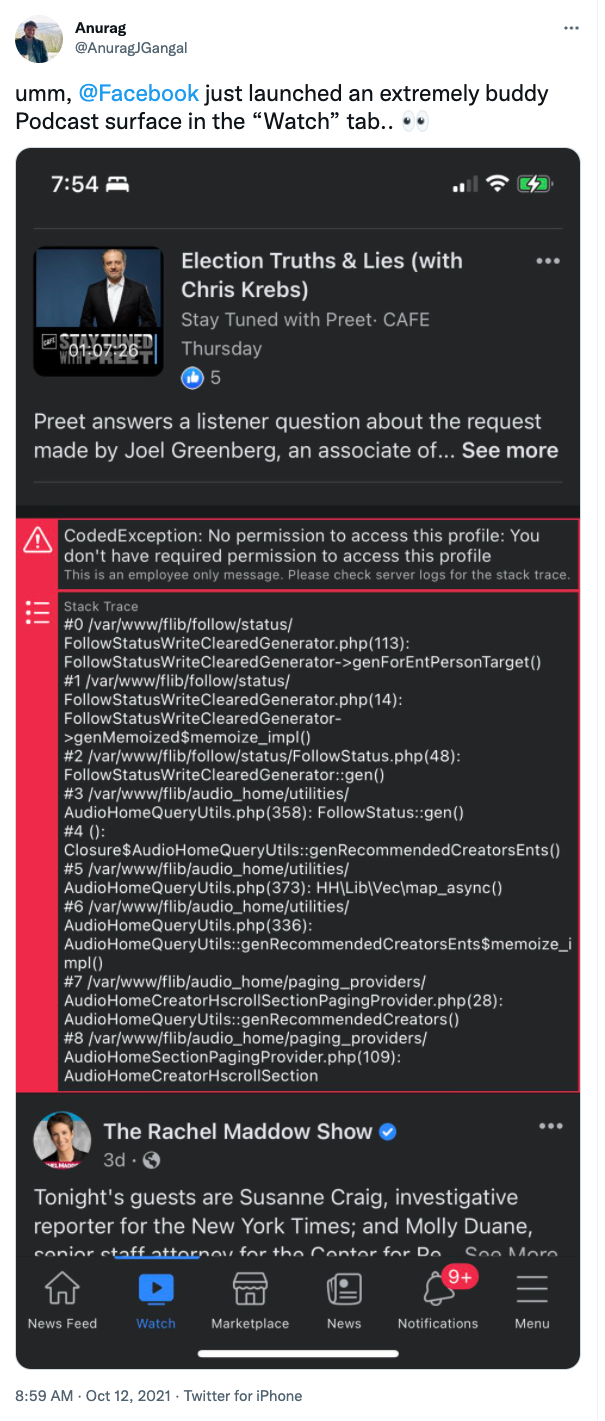 Anurag
@AnuragJGangal
umm, @Facebook just launched an extremely buddy
Podcast surface in the “Watch” tab.. 👀
7:54
Election Truths & Lies (with
Chris Krebs)
Stay Tuned with Preet· CAFE
Thursday
5
CAFE
STAY TUNED
WITH PREET
01:07:26
Preet answers a listener question about the request
made by Joel Greenberg, an associate of... See more
CodedException: No permission to access this profile: You
don't have required permission to access this profile
This is an employee only message. Please check server logs for the stack trace.
Stack Trace
#0 /var/www/flib/follow/status/
FollowStatusWriteClearedGenerator.php(113):
FollowStatusWriteClearedGenerator->genForEntPersonTarget()
#1 /var/www/flib/follow/status/
FollowStatusWriteClearedGenerator.php(14):
FollowStatusWriteClearedGenerator-
>genMemoized$memoize_impl()
#2 /var/www/flib/follow/status/FollowStatus.php(48):
FollowStatusWriteClearedGenerator::gen()
#3 /var/www/flib/audio_home/utilities/
AudioHomeQueryUtils.php(358): FollowStatus::gen()
#4 ():
Closure$AudioHomeQueryUtils::genRecommendedCreatorsEnts()
#5 /var/www/flib/audio_home/utilities/
AudioHomeQueryUtils.php(373): HH\Lib\Vec\map_async()
#6 /var/www/flib/audio_home/utilities/
AudioHomeQueryUtils.php(336):
AudioHomeQueryUtils::genRecommendedCreatorsEnts$memoize_i
mpl()
#7 /var/www/flib/audio_home/paging_providers/
AudioHomeCreatorHscrollSectionPagingProvider.php(28):
AudioHomeQueryUtils::genRecommendedCreators()
#8 /var/www/flib/audio_home/paging_providers/
AudioHomeSectionPagingProvider.php(109):
AudioHomeCreatorHscrollSection
The Rachel Maddow Show
3d ·
Tonight's guests are Susanne Craig, investigative
reporter for the New York Times; and Molly Duane,
senior staff attorney for the Center for Re... See More
9+
News Feed
Watch
Marketplace
News
Notifications
Menu
8:59 AM · Oct 12, 2021 · Twitter for iPhone